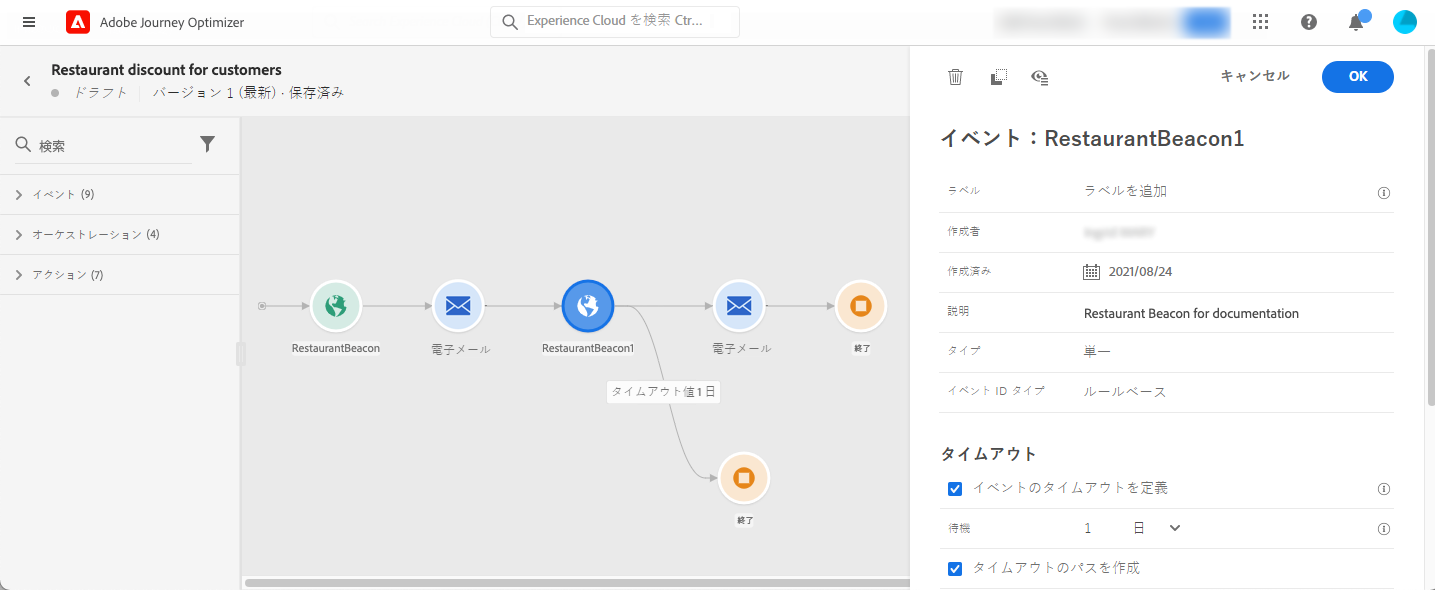 Adobe Journey Optimizer
Experience Cloud を検索 Ctr...
Restaurant discount for customers
ドラフト バージョン 1 (最新) · 保存済み
検索
イベント (9)
オーケストレーション (4)
アクション (7)
RestaurantBeacon
電子メール
RestaurantBeacon1
電子メール
終了
タイムアウト値 1 日
終了
キャンセル
OK
イベント：RestaurantBeacon1
ラベル ラベルを追加
作成者
作成済み 2021/08/24
説明 Restaurant Beacon for documentation
タイプ 単一
イベント ID タイプ ルールベース
タイムアウト
イベントのタイムアウトを定義
待機 1 日
タイムアウトのパスを作成